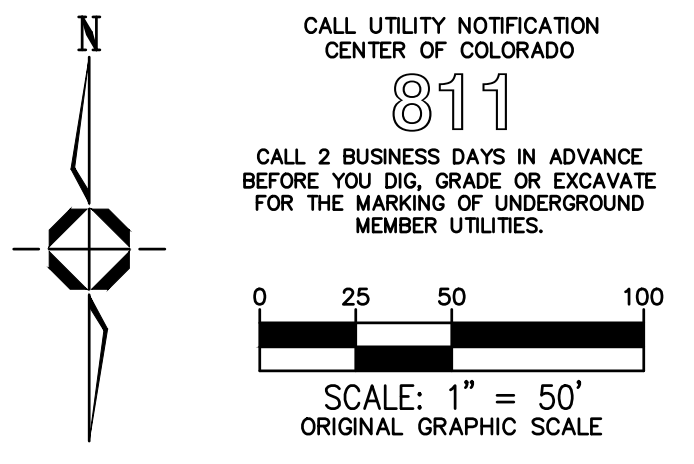 N
CALL UTILITY NOTIFICATION
CENTER OF COLORADO
811
CALL 2 BUSINESS DAYS IN ADVANCE
BEFORE YOU DIG, GRADE OR EXCAVATE
FOR THE MARKING OF UNDERGROUND
MEMBER UTILITIES.
0 25 50 100
SCALE: 1" = 50'
ORIGINAL GRAPHIC SCALE